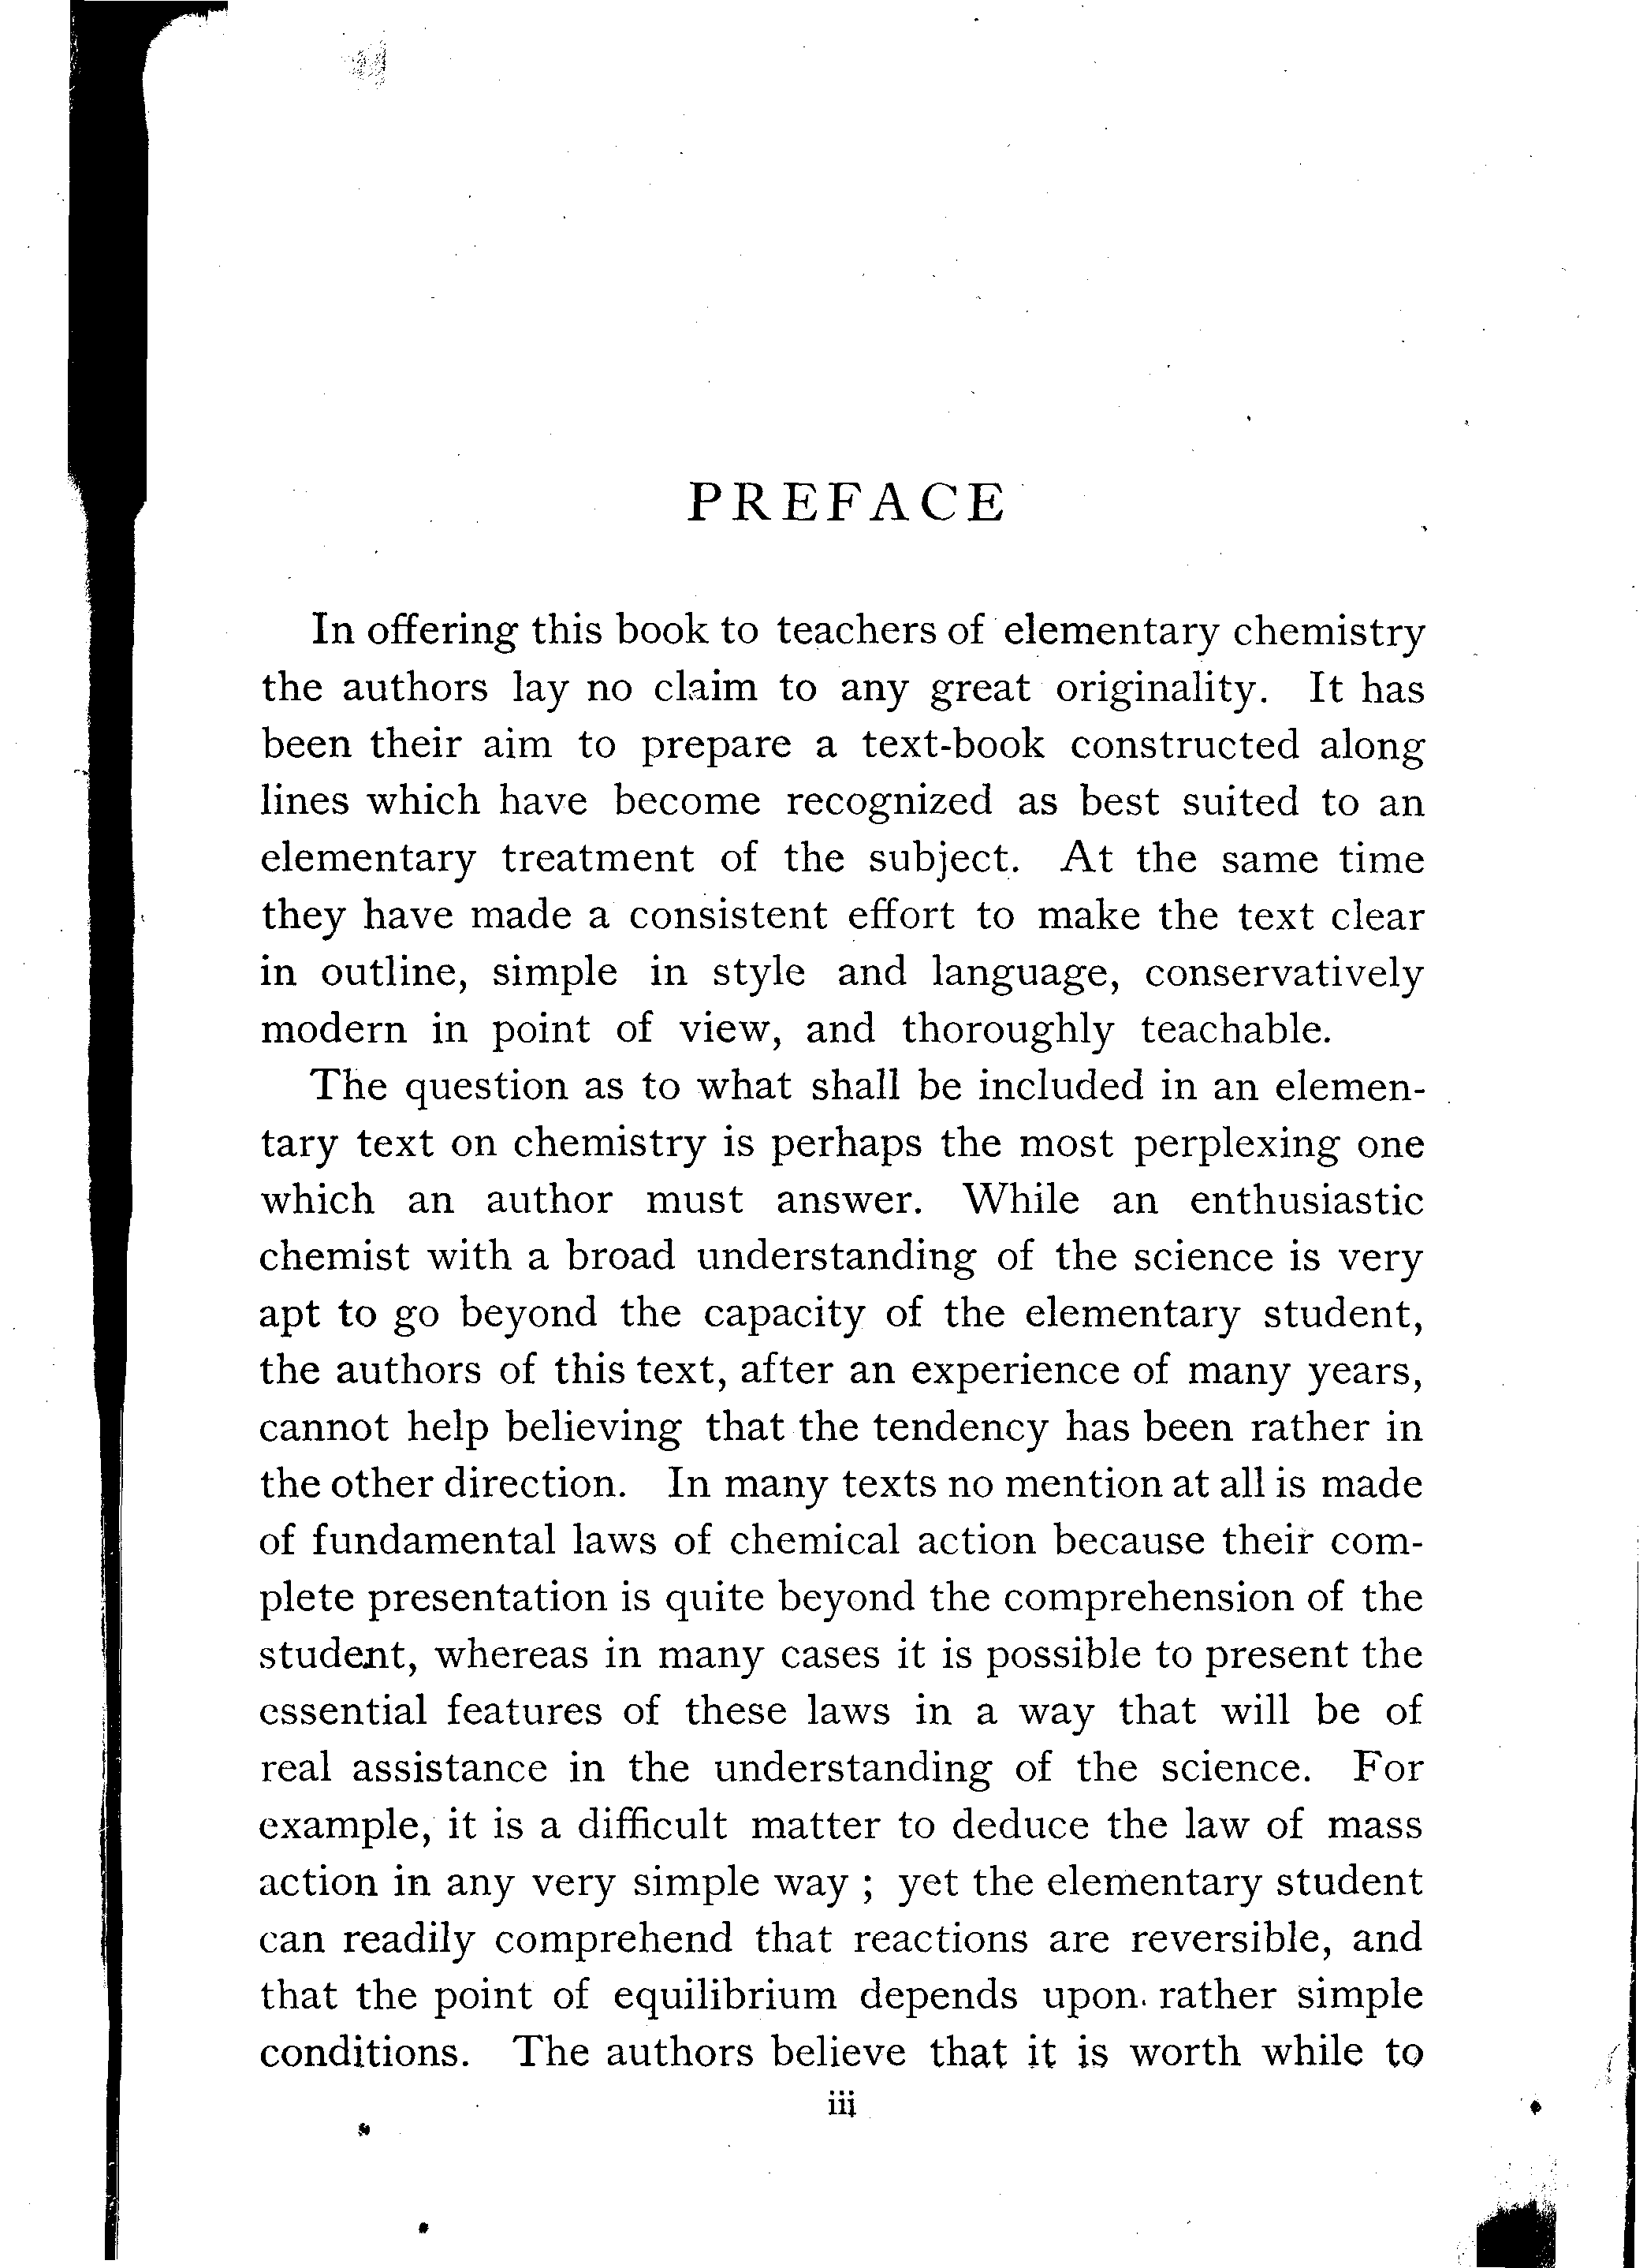 PREFACE
In offering this book to teachers of elementary chemistry
the authors lay no claim to any great originality. It has
been their aim to prepare a text-book constructed along
lines which have become recognized as best suited to an
elementary treatment of the subject. At the same time
they have made a consistent effort to make the text clear
in outline, simple in style and language, conservatively
modern in point of view, and thoroughly teachable.
The question as to what shall be included in an elemen-
tary text on chemistry is perhaps the most perplexing one
which an author must answer. While an enthusiastic
chemist with a broad understanding of the science is very
apt to go beyond the capacity of the elementary student,
the authors of this text, after an experience of many years,
cannot help believing that the tendency has been rather in
the other direction. In many texts no mention at all is made
of fundamental laws of chemical action because their com-
plete presentation is quite beyond the comprehension of the
student, whereas in many cases it is possible to present the
essential features of these laws in a way that will be of
real assistance in the understanding of the science. For
example, it is a difficult matter to deduce the law of mass
action in any very simple way ; yet the elementary student
can readily comprehend that reactions are reversible, and
that the point of equilibrium depends upon rather simple
conditions. The authors believe that it is worth while to
iii